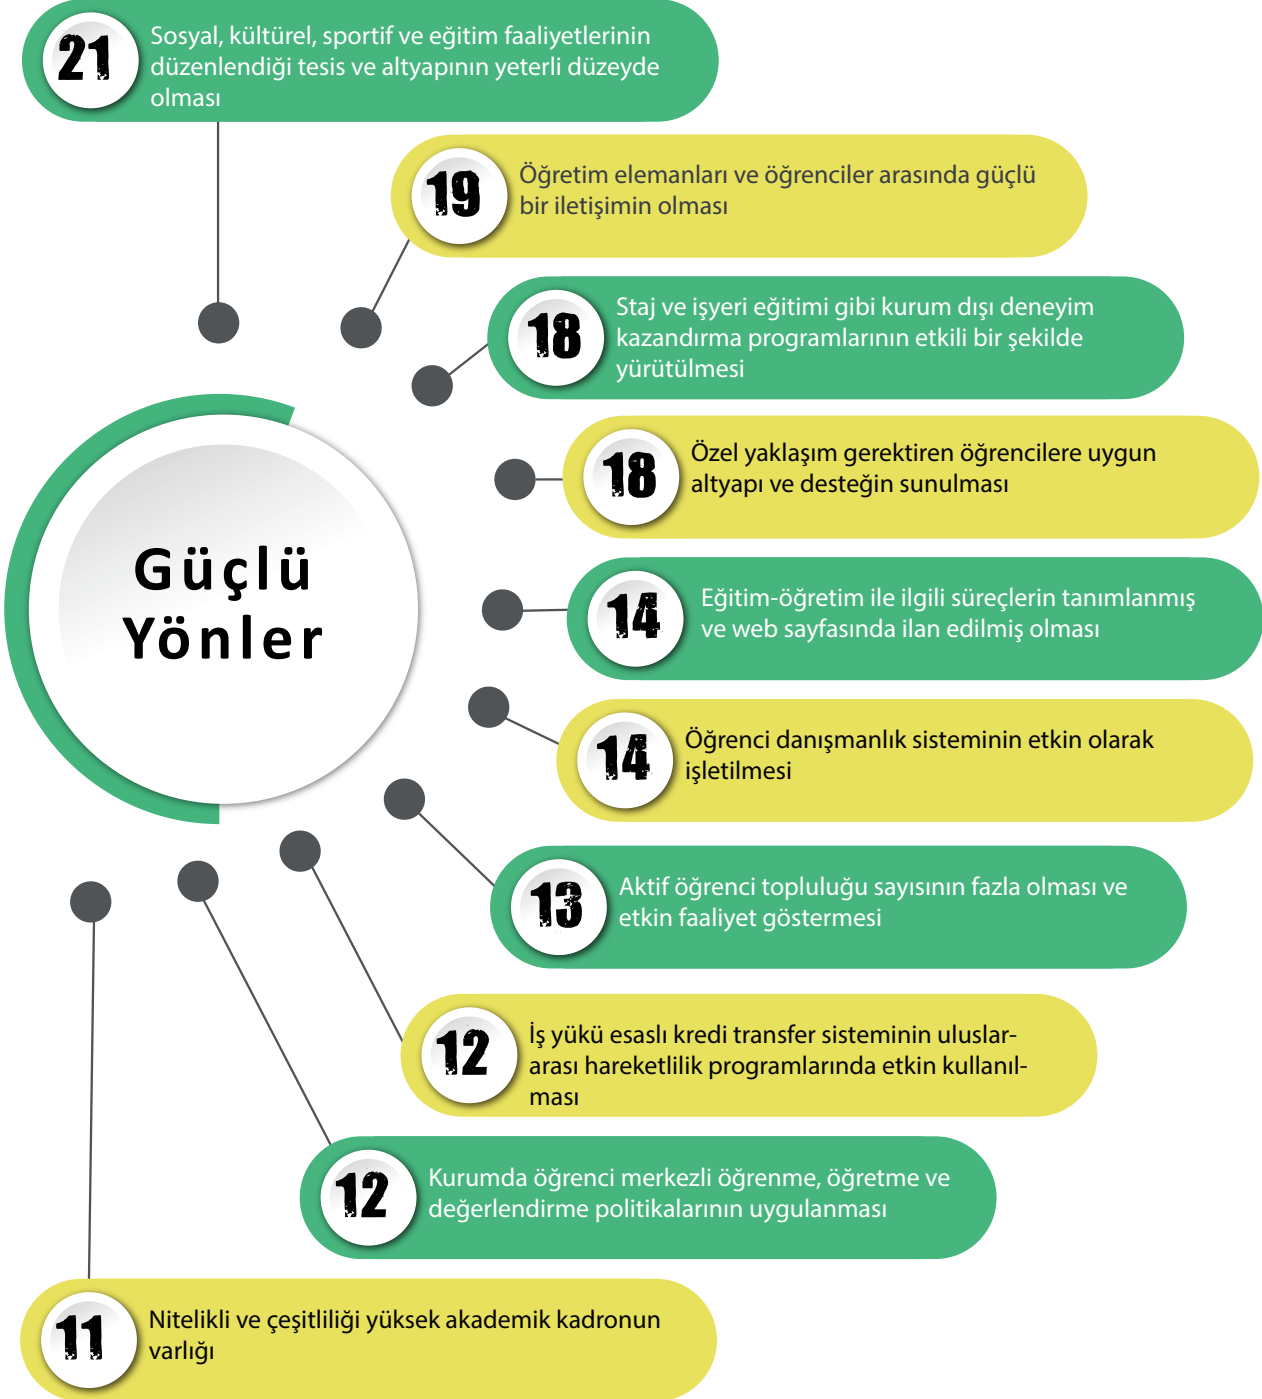 21
Sosyal, kültürel, sportif ve eğitim faaliyetlerinin
düzenlendiği tesis ve altyapının yeterli düzeyde
olması
19
Öğretim elemanları ve öğrenciler arasında güçlü
bir iletişimin olması
18
Staj ve işyeri eğitimi gibi kurum dışı deneyim
kazandırma programlarının etkili bir şekilde
yürütülmesi
18
Özel yaklaşım gerektiren öğrencilere uygun
altyapı ve desteğin sunulması
Güçlü
Yönler
14
Eğitim-öğretim ile ilgili süreçlerin tanımlanmış
ve web sayfasında ilan edilmiş olması
14
Öğrenci danışmanlık sisteminin etkin olarak
işletilmesi
13
Aktif öğrenci topluluğu sayısının fazla olması ve
etkin faaliyet göstermesi
12
İş yükü esaslı kredi transfer sisteminin uluslar-
arası hareketlilik programlarında etkin kullanıl-
ması
12
Kurumda öğrenci merkezli öğrenme, öğretme ve
değerlendirme politikalarının uygulanması
11
Nitelikli ve çeşitliliği yüksek akademik kadronun
varlığı